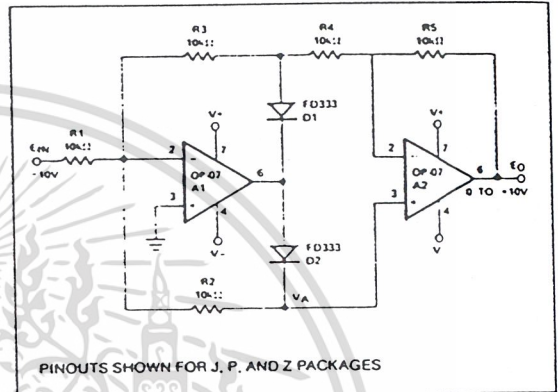 R3
10kΩ
R4
10kΩ
R5
10kΩ
FD333
D1
V+
7
V+
7
EIN
R1
10kΩ
±10V
2
-
OP-07
A1
6
3
+
4
V-
2
-
OP-07
A2
6
EO
0 TO +10V
3
+
4
V-
FD333
D2
R2
10kΩ
VA
PINOUTS SHOWN FOR J, P, AND Z PACKAGES